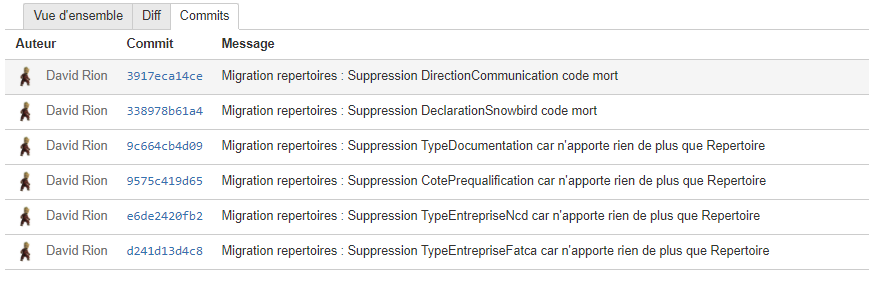 Vue d'ensemble Diff Commits
Auteur Commit Message
David Rion 3917eca14ce Migration repertoires : Suppression DirectionCommunication code mort
David Rion 338978b61a4 Migration repertoires : Suppression DeclarationSnowbird code mort
David Rion 9c664cb4d09 Migration repertoires : Suppression TypeDocumentation car n'apporte rien de plus que Repertoire
David Rion 9575c419d65 Migration repertoires : Suppression CotePrequalification car n'apporte rien de plus que Repertoire
David Rion e6de2420fb2 Migration repertoires : Suppression TypeEntrepriseNcd car n'apporte rien de plus que Repertoire
David Rion d241d13d4c8 Migration repertoires : Suppression TypeEntrepriseFatca car n'apporte rien de plus que Repertoire